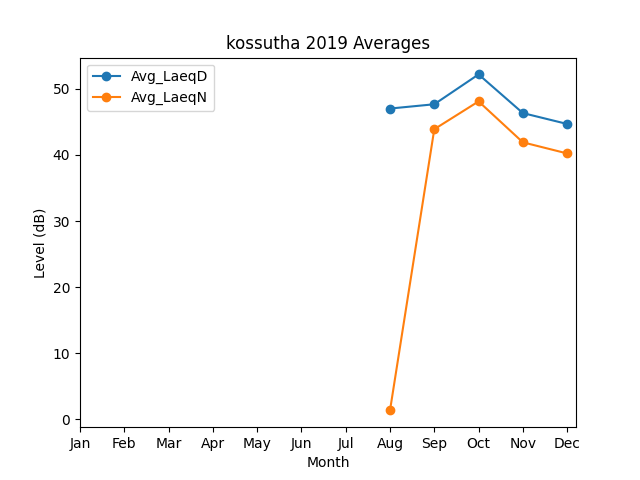 kossutha 2019 Averages
Avg_LaeqD
Avg_LaeqN
Level (dB)
50
40
30
20
10
0
Jan Feb Mar Apr May Jun Jul Aug Sep Oct Nov Dec
Month